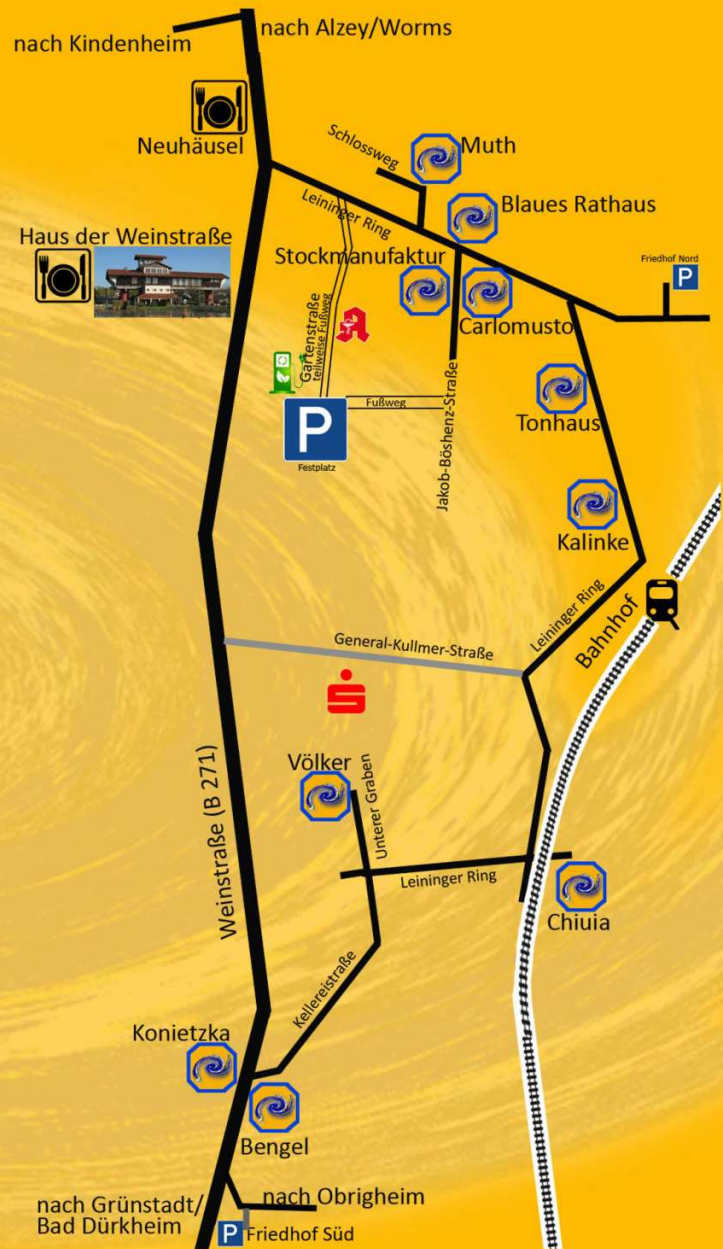 nach Kindenheim
nach Alzey/Worms
Neuhäusel
Schlossweg
Muth
Leininger Ring
Blaues Rathaus
Haus der Weinstraße
Stockmanufaktur
Friedhof Nord
P
Carlomusto
Gartenstraße
teilweise Fußweg
A
Fußweg
Jakob-Böshenz-Straße
Tonhaus
P
Festplatz
Kalinke
Leininger Ring
Bahnhof
General-Kullmer-Straße
S
Völker
Unterer Graben
Weinstraße (B 271)
Leininger Ring
Chiuia
Kellereistraße
Konietzka
Bengel
nach Grünstadt/
Bad Dürkheim
nach Obrigheim
P
Friedhof Süd